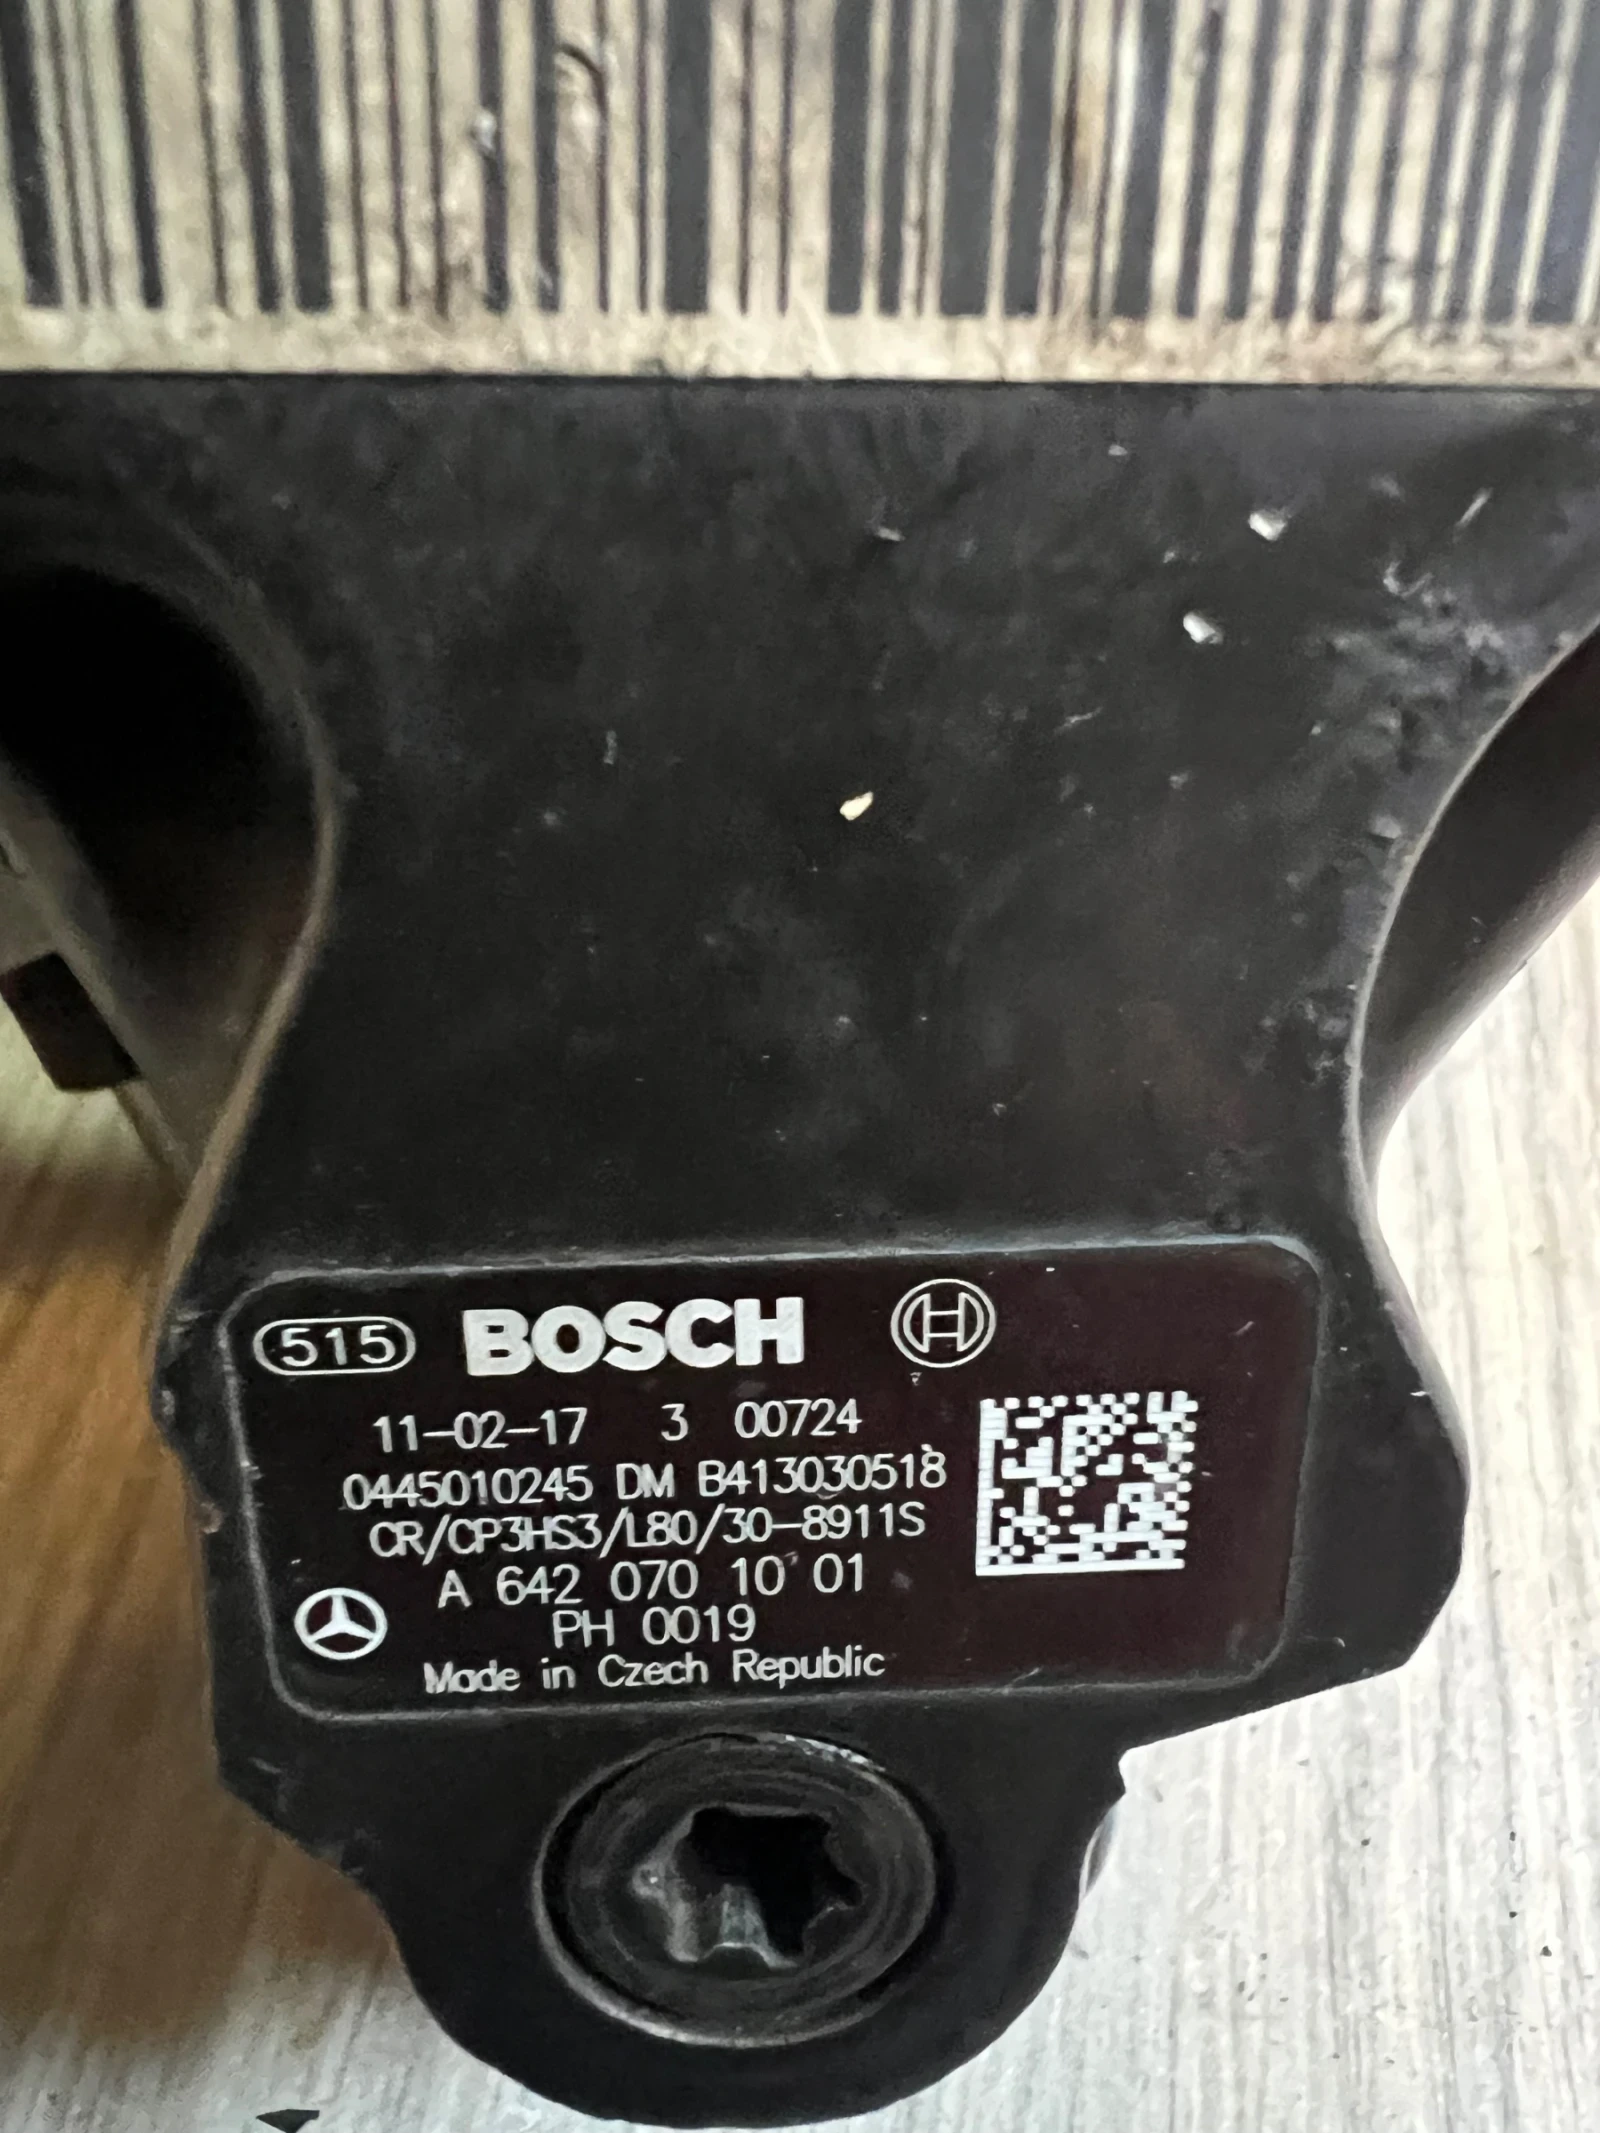 515 BOSCH
11-02-17 3 00724
0445010245 DM B413030518
CR/CP3HS3/L80/30-8911S
A 642 070 10 01
PH 0019
Made in Czech Republic